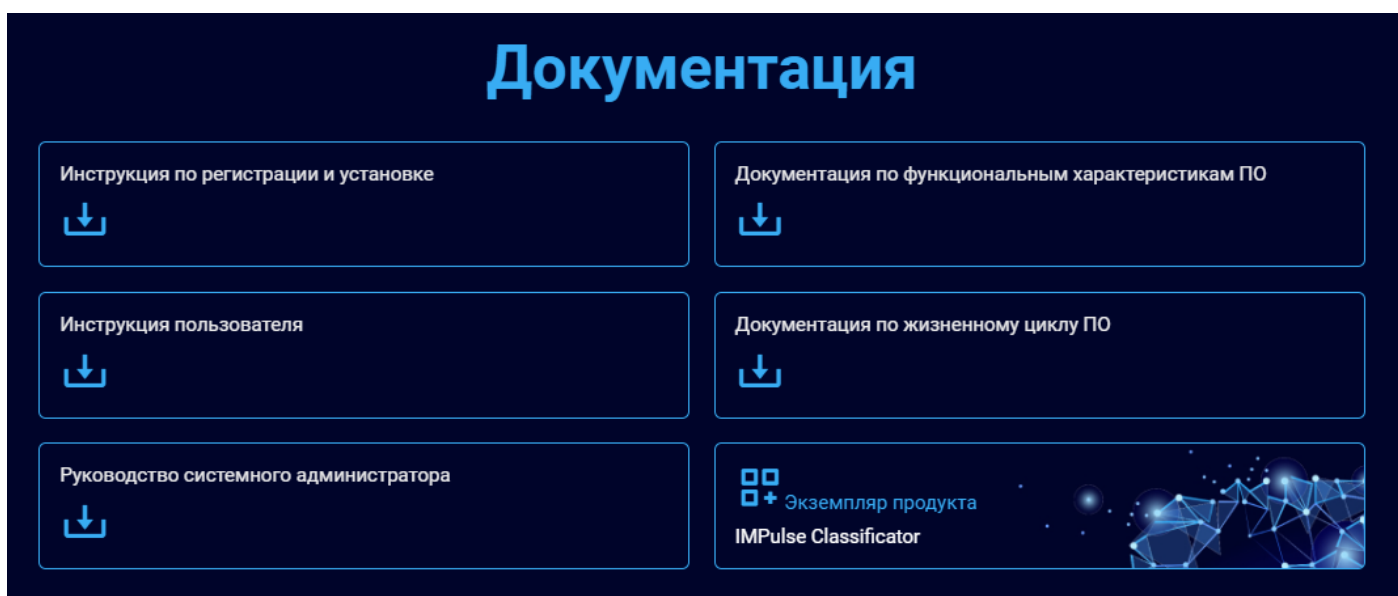 Документация
Инструкция по регистрации и установке
Документация по функциональным характеристикам ПО
Инструкция пользователя
Документация по жизненному циклу ПО
Руководство системного администратора
Экземпляр продукта
IMPulse Classificator